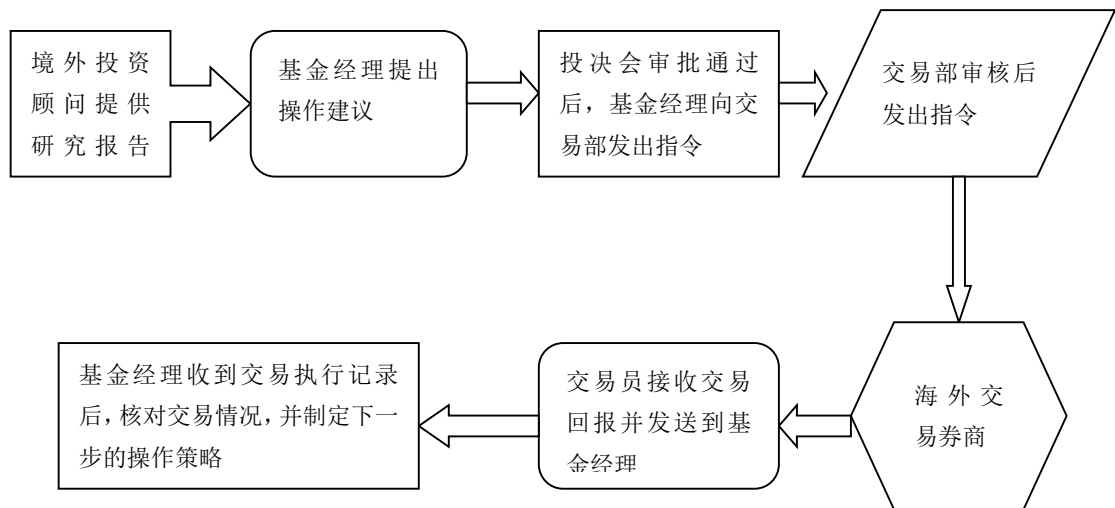 境外投资
顾问提供
研究报告
基金经理提出
操作建议
投决会审批通过
后，基金经理向交
易部发出指令
交易部审核后
发出指令
海外交
易券商
交易员接收交易
回报并发送到基
金经理
基金经理收到交易执行记录
后，核对交易情况，并制定下一
步的操作策略